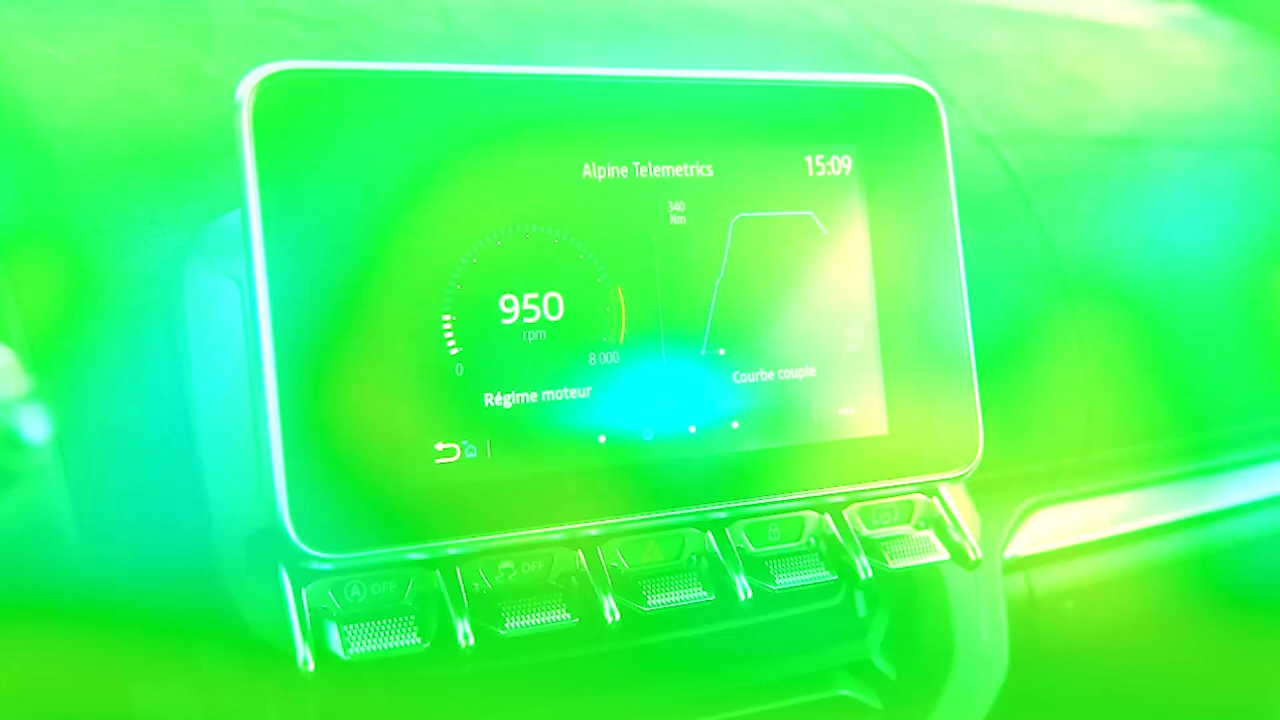 Alpine Telemetrics
15:09
340
Nm
950
rpm
0
8 000
Régime moteur
Courbe couple
A OFF
OFF